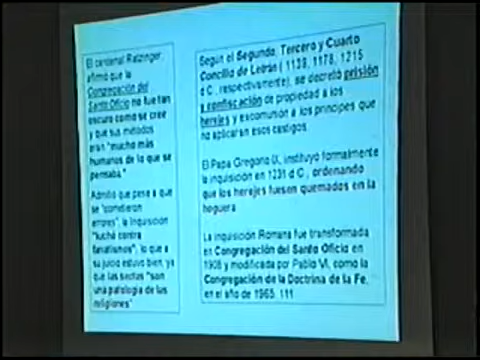 El cardenal Ratzinger,
afirmó que la
Congregación del
Santo Oficio no fue tan
oscuro como se cree
y que sus métodos
eran "mucho más
humanos de lo que se
pensaba."
Admitió que pese a que
se "cometieron
errores", la Inquisición
"luchó contra
fanatismos", lo que a
su juicio estuvo bien, ya
que las sectas "son
una patología de las
religiones"
Según el Segundo, Tercero y Cuarto
Concilio de Letrán ( 1139, 1179, 1215
d.C., respectivamente), se decretó prisión
y confiscación de propiedad a los
herejes y excomunión a los príncipes que
no aplicaran esos castigos.
El Papa Gregorio IX, instituyó formalmente
la inquisición en 1231 d.C., ordenando
que los herejes fuesen quemados en la
hoguera
La inquisición Romana fue transformada
en Congregación del Santo Oficio en
1908 y modificada por Pablo VI, como la
Congregación de la Doctrina de la Fe,
en el año de 1965. 111